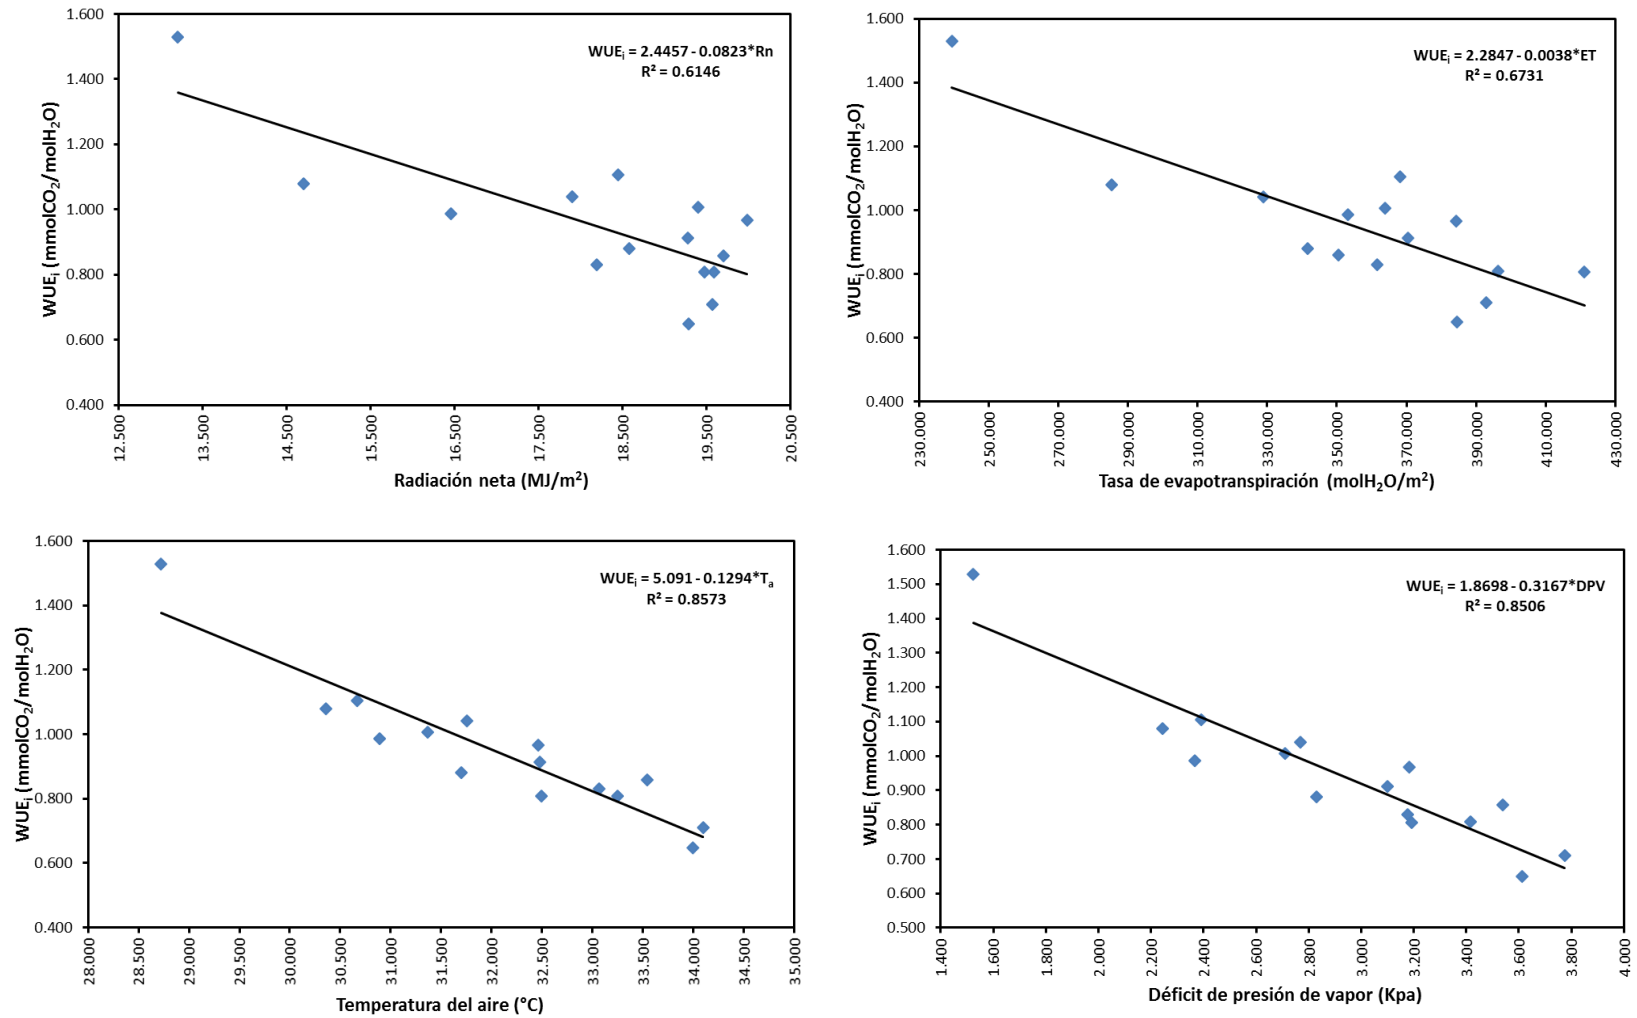 WUEi (mmolCO2/molH2O)
1.600
1.400
1.200
1.000
0.800
0.600
0.400
WUEi = 2.4457 - 0.0823*Rn
R² = 0.6146
12.500 13.500 14.500 15.500 16.500 17.500 18.500 19.500 20.500
Radiación neta (MJ/m2)
WUEi (mmolCO2/molH2O)
1.600
1.400
1.200
1.000
0.800
0.600
0.400
WUEi = 2.2847 - 0.0038*ET
R² = 0.6731
230.000 250.000 270.000 290.000 310.000 330.000 350.000 370.000 390.000 410.000 430.000
Tasa de evapotranspiración (molH2O/m2)
WUEi (mmolCO2/molH2O)
1.600
1.400
1.200
1.000
0.800
0.600
0.400
WUEi = 5.091 - 0.1294*Ta
R² = 0.8573
28.000 28.500 29.500 30.000 30.500 31.000 31.500 32.000 32.500 33.000 33.500 34.000 34.500 35.000
Temperatura del aire (°C)
WUEi (mmolCO2/molH2O)
1.600
1.500
1.400
1.300
1.200
1.100
1.000
0.900
0.800
0.700
0.600
0.500
WUEi = 1.8698 - 0.3167*DPV
R² = 0.8506
1.400 1.600 2.000 2.200 2.400 2.600 2.800 3.000 3.200 3.400 3.600 3.800 4.000
Déficit de presión de vapor (Kpa)